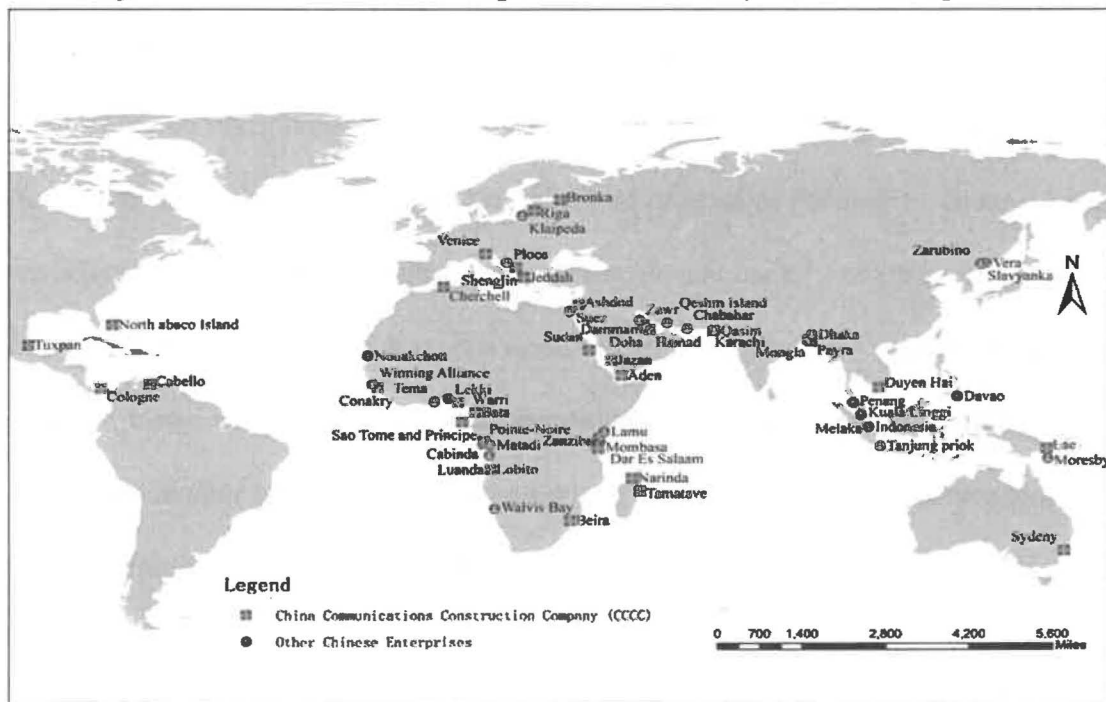 Bronka
Riga
Klaipeda
Venice
Ploce
Zarubino
Vera
Slavyanka
N
Shengjin
Jeddah
Cherchell
Ashdod
Suez
Zawr
Qeshm island
Chabahar
North abaco Island
Dammam
Qasim
Dhaka
Tuxpan
Sudan
Doha
Hamad
Karachi
Mongla
Payra
Nouakchott
Jazan
Aden
Winning Alliance
Cabello
Tema
Lekki
Duyen Hai
Cologne
Conakry
Warri
Bata
Penang
Davao
Kuala Linggi
Sao Tome and Principe
Pointe-Noire
Lamu
Melaka
Indonesia
Matadi
Zanzibar
Mombasa
Tanjung priok
Lae
Cabinda
Dar Es Salaam
Moresby
Luanda
Lobito
Narinda
Tamatave
Walvis Bay
Beira
Sydeny
Legend
China Communications Construction Company (CCCC)
Other Chinese Enterprises
0 700 1,400 2,800 4,200 5,600
Miles